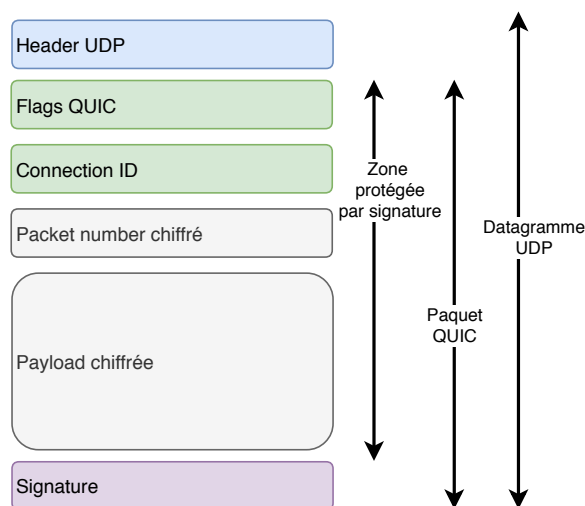 Header UDP
Flags QUIC
Connection ID
Packet number chiffré
Payload chiffrée
Signature
Zone
protégée
par signature
Paquet
QUIC
Datagramme
UDP